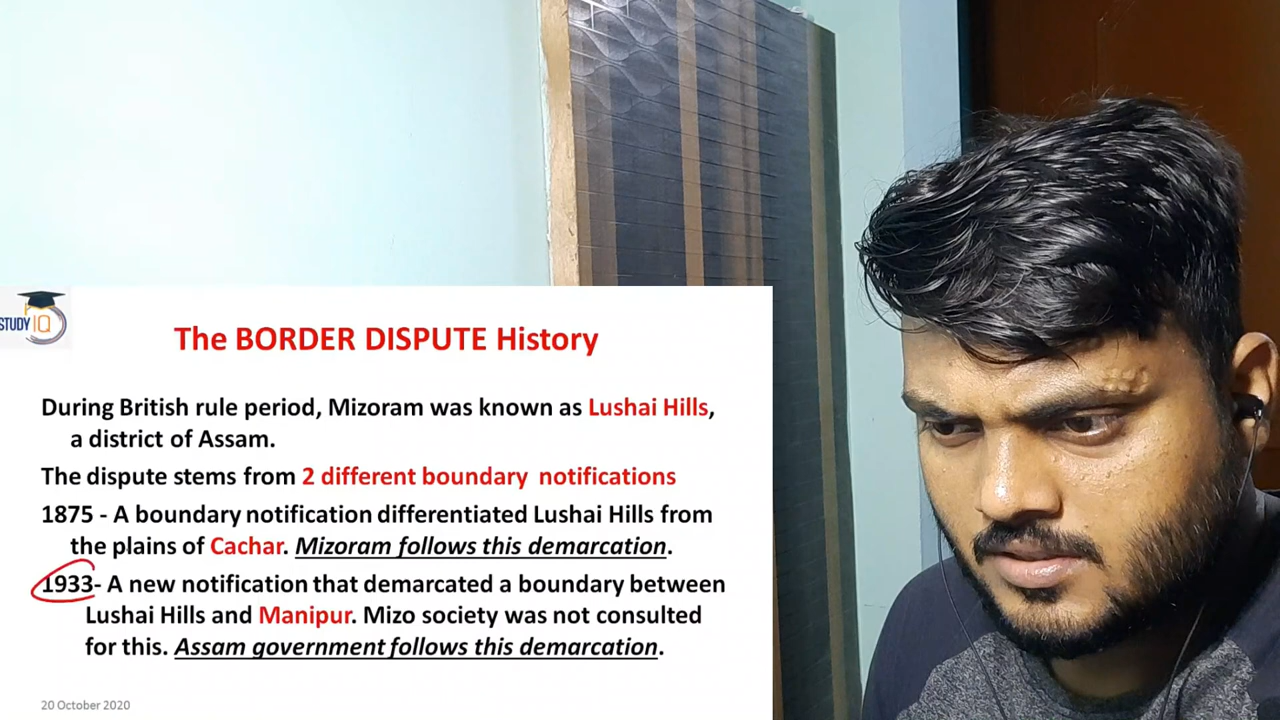 STUDY IQ
The BORDER DISPUTE History
During British rule period, Mizoram was known as Lushai Hills,
a district of Assam.
The dispute stems from 2 different boundary notifications
1875 - A boundary notification differentiated Lushai Hills from
the plains of Cachar. Mizoram follows this demarcation.
1933- A new notification that demarcated a boundary between
Lushai Hills and Manipur. Mizo society was not consulted
for this. Assam government follows this demarcation.
20 October 2020